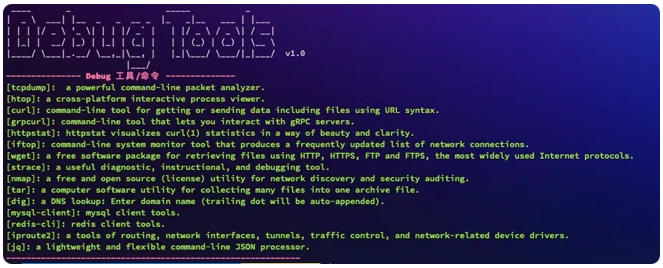 Debug Tools
v1.0
--------------- Debug 工具/命令 ---------------
[tcpdump]:  a powerful command-line packet analyzer.
[htop]: a cross-platform interactive process viewer.
[curl]: command-line tool for getting or sending data including files using URL syntax.
[grpcurl]: command-line tool that lets you interact with gRPC servers.
[httpstat]: httpstat visualizes curl(1) statistics in a way of beauty and clarity.
[iftop]: command-line system monitor tool that produces a frequently updated list of network connections.
[wget]: a free software package for retrieving files using HTTP, HTTPS, FTP and FTPS, the most widely used Internet protocols.
[strace]: a useful diagnostic, instructional, and debugging tool.
[nmap]: a free and open source (license) utility for network discovery and security auditing.
[tar]: a computer software utility for collecting many files into one archive file.
[dig]: a DNS lookup: Enter domain name (trailing dot will be auto-appended).
[mysql-client]: mysql client tools.
[redis-cli]: redis client tools.
[iproute2]: a tools of routing, network interfaces, tunnels, traffic control, and network-related device drivers.
[jq]: a lightweight and flexible command-line JSON processor.